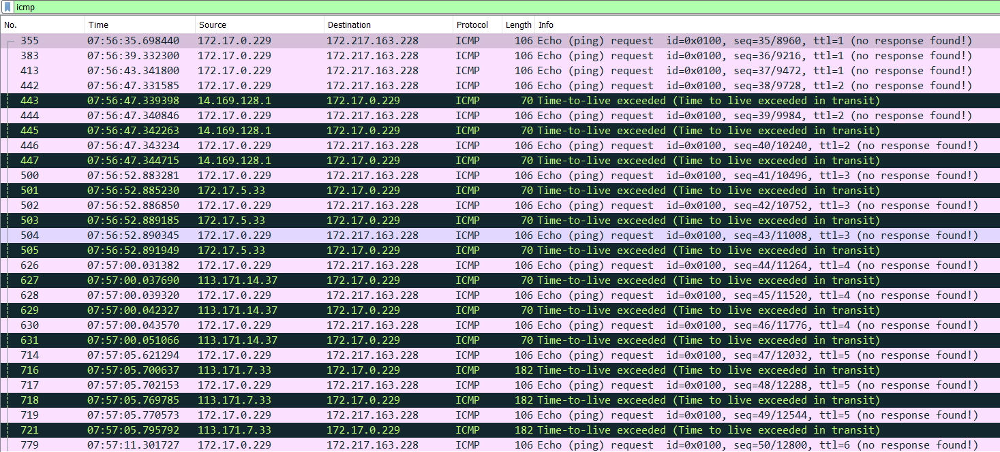 icmp
No. Time Source Destination Protocol Length Info
355 07:56:35.698440 172.17.0.229 172.217.163.228 ICMP 106 Echo (ping) request id=0x0100, seq=35/8960, ttl=1 (no response found!)
383 07:56:39.332300 172.17.0.229 172.217.163.228 ICMP 106 Echo (ping) request id=0x0100, seq=36/9216, ttl=1 (no response found!)
413 07:56:43.341800 172.17.0.229 172.217.163.228 ICMP 106 Echo (ping) request id=0x0100, seq=37/9472, ttl=1 (no response found!)
442 07:56:47.331585 172.17.0.229 172.217.163.228 ICMP 106 Echo (ping) request id=0x0100, seq=38/9728, ttl=2 (no response found!)
443 07:56:47.339398 14.169.128.1 172.17.0.229 ICMP 70 Time-to-live exceeded (Time to live exceeded in transit)
444 07:56:47.340846 172.17.0.229 172.217.163.228 ICMP 106 Echo (ping) request id=0x0100, seq=39/9984, ttl=2 (no response found!)
445 07:56:47.342263 14.169.128.1 172.17.0.229 ICMP 70 Time-to-live exceeded (Time to live exceeded in transit)
446 07:56:47.343234 172.17.0.229 172.217.163.228 ICMP 106 Echo (ping) request id=0x0100, seq=40/10240, ttl=2 (no response found!)
447 07:56:47.344715 14.169.128.1 172.17.0.229 ICMP 70 Time-to-live exceeded (Time to live exceeded in transit)
500 07:56:52.883281 172.17.0.229 172.217.163.228 ICMP 106 Echo (ping) request id=0x0100, seq=41/10496, ttl=3 (no response found!)
501 07:56:52.885230 172.17.5.33 172.17.0.229 ICMP 70 Time-to-live exceeded (Time to live exceeded in transit)
502 07:56:52.886850 172.17.0.229 172.217.163.228 ICMP 106 Echo (ping) request id=0x0100, seq=42/10752, ttl=3 (no response found!)
503 07:56:52.889185 172.17.5.33 172.17.0.229 ICMP 70 Time-to-live exceeded (Time to live exceeded in transit)
504 07:56:52.890345 172.17.0.229 172.217.163.228 ICMP 106 Echo (ping) request id=0x0100, seq=43/11008, ttl=3 (no response found!)
505 07:56:52.891949 172.17.5.33 172.17.0.229 ICMP 70 Time-to-live exceeded (Time to live exceeded in transit)
626 07:57:00.031382 172.17.0.229 172.217.163.228 ICMP 106 Echo (ping) request id=0x0100, seq=44/11264, ttl=4 (no response found!)
627 07:57:00.037690 113.171.14.37 172.17.0.229 ICMP 70 Time-to-live exceeded (Time to live exceeded in transit)
628 07:57:00.039320 172.17.0.229 172.217.163.228 ICMP 106 Echo (ping) request id=0x0100, seq=45/11520, ttl=4 (no response found!)
629 07:57:00.042327 113.171.14.37 172.17.0.229 ICMP 70 Time-to-live exceeded (Time to live exceeded in transit)
630 07:57:00.043570 172.17.0.229 172.217.163.228 ICMP 106 Echo (ping) request id=0x0100, seq=46/11776, ttl=4 (no response found!)
631 07:57:00.051066 113.171.14.37 172.17.0.229 ICMP 70 Time-to-live exceeded (Time to live exceeded in transit)
714 07:57:05.621294 172.17.0.229 172.217.163.228 ICMP 106 Echo (ping) request id=0x0100, seq=47/12032, ttl=5 (no response found!)
716 07:57:05.700637 113.171.7.33 172.17.0.229 ICMP 182 Time-to-live exceeded (Time to live exceeded in transit)
717 07:57:05.702153 172.17.0.229 172.217.163.228 ICMP 106 Echo (ping) request id=0x0100, seq=48/12288, ttl=5 (no response found!)
718 07:57:05.769785 113.171.7.33 172.17.0.229 ICMP 182 Time-to-live exceeded (Time to live exceeded in transit)
719 07:57:05.770573 172.17.0.229 172.217.163.228 ICMP 106 Echo (ping) request id=0x0100, seq=49/12544, ttl=5 (no response found!)
721 07:57:05.795792 113.171.7.33 172.17.0.229 ICMP 182 Time-to-live exceeded (Time to live exceeded in transit)
779 07:57:11.301727 172.17.0.229 172.217.163.228 ICMP 106 Echo (ping) request id=0x0100, seq=50/12800, ttl=6 (no response found!)